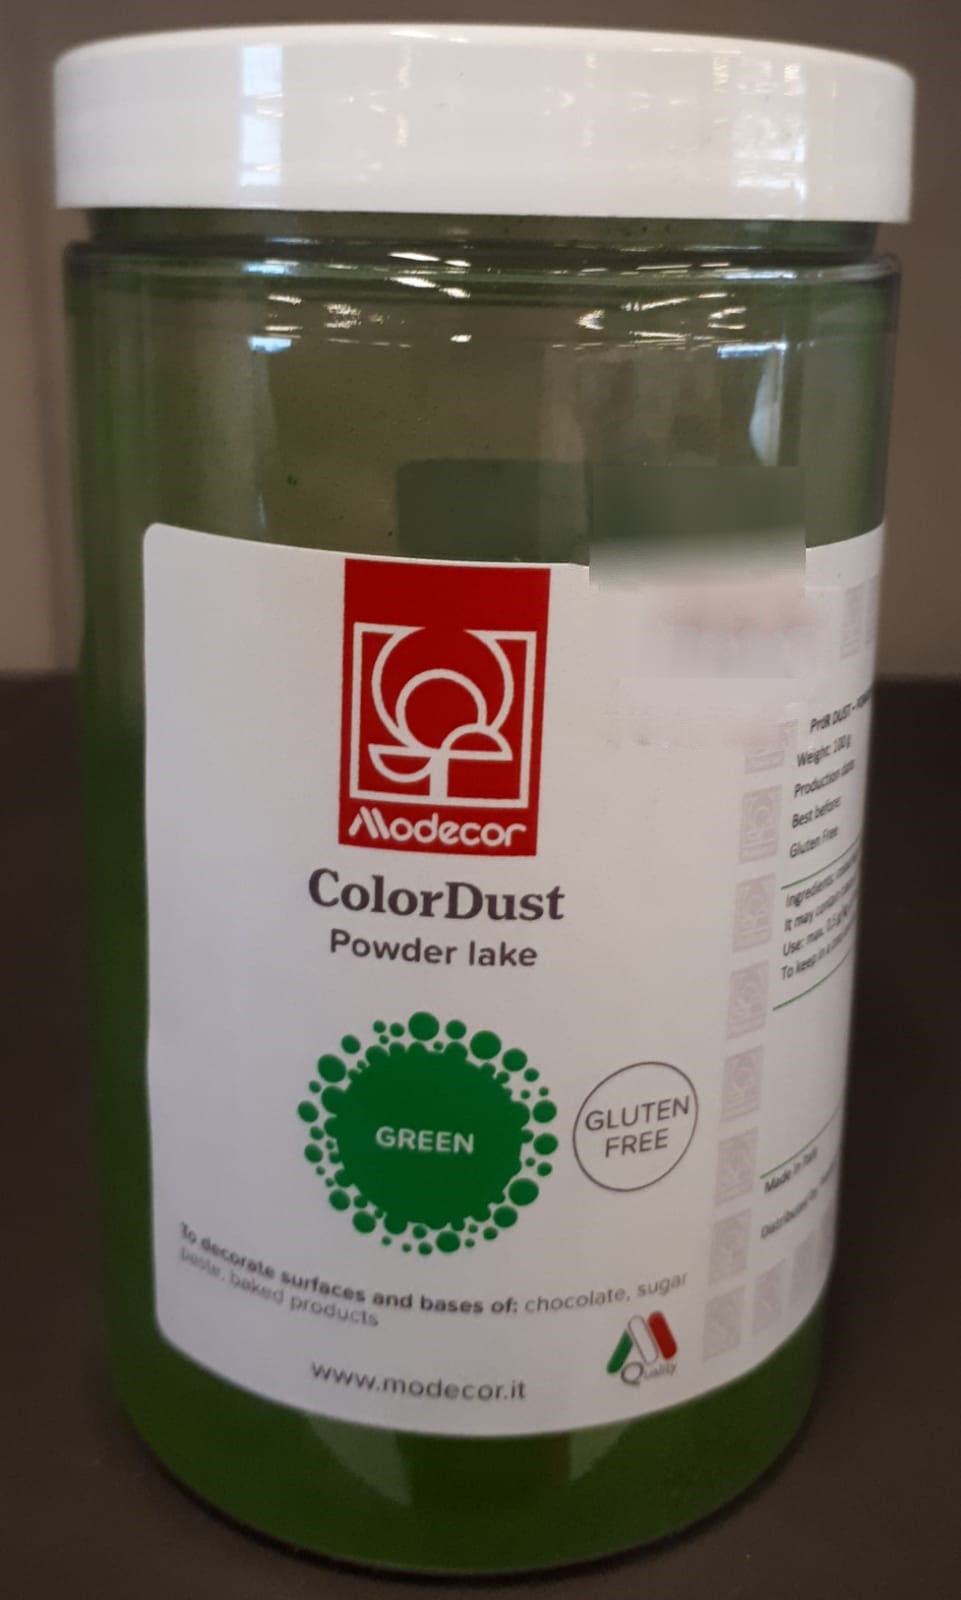 Modecor
ColorDust
Powder lake
GREEN
GLUTEN
FREE
To decorate surfaces and bases of: chocolate, sugar
paste, baked products
www.modecor.it
Quality
DUST -
Weight: 100g
Production date
Best before:
Gluten Free
Ingredients:
It may contain
Use: max.
To keep in a
Made in Italy
Distributed by